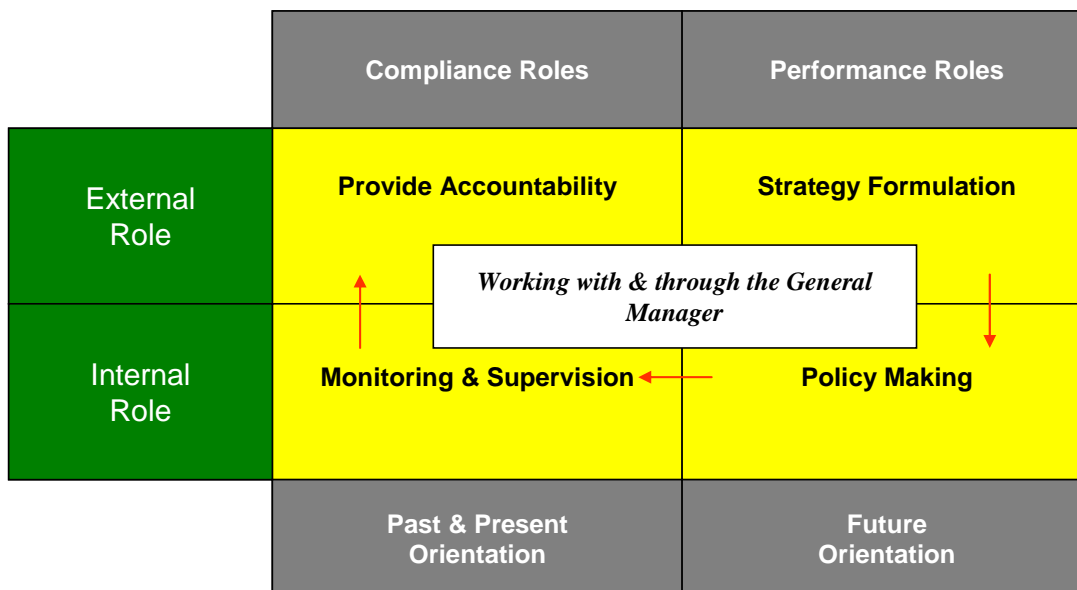 Compliance Roles
Performance Roles
External
Role
Provide Accountability
Strategy Formulation
Working with & through the General
Manager
Internal
Role
Monitoring & Supervision
Policy Making
Past & Present
Orientation
Future
Orientation